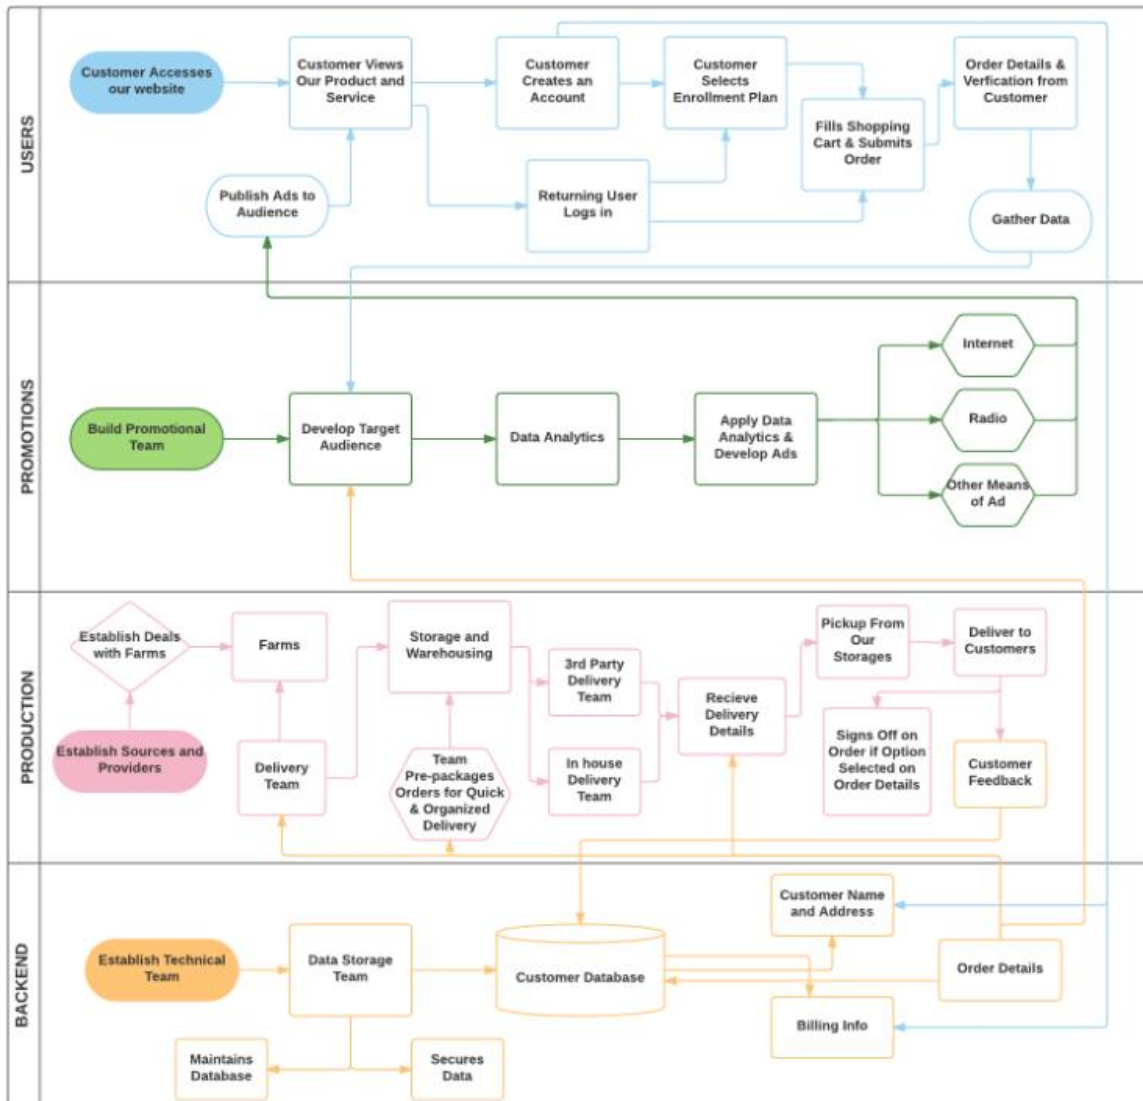 USERS
Customer Accesses
our website
Customer Views
Our Product and
Service
Customer
Creates an
Account
Customer
Selects
Enrollment Plan
Order Details &
Verfication from
Customer
Fills Shopping
Cart & Submits
Order
Publish Ads to
Audience
Returning User
Logs in
Gather Data
PROMOTIONS
Build Promotional
Team
Develop Target
Audience
Data Analytics
Apply Data
Analytics &
Develop Ads
Internet
Radio
Other Means
of Ad
PRODUCTION
Establish Deals
with Farms
Farms
Storage and
Warehousing
3rd Party
Delivery
Team
Pickup From
Our
Storages
Deliver to
Customers
Recieve
Delivery
Details
Establish Sources and
Providers
Delivery
Team
Team
Pre-packages
Orders for Quick
& Organized
Delivery
In house
Delivery
Team
Signs Off on
Order if Option
Selected on
Order Details
Customer
Feedback
BACKEND
Establish Technical
Team
Data Storage
Team
Customer Database
Customer Name
and Address
Order Details
Billing Info
Maintains
Database
Secures
Data